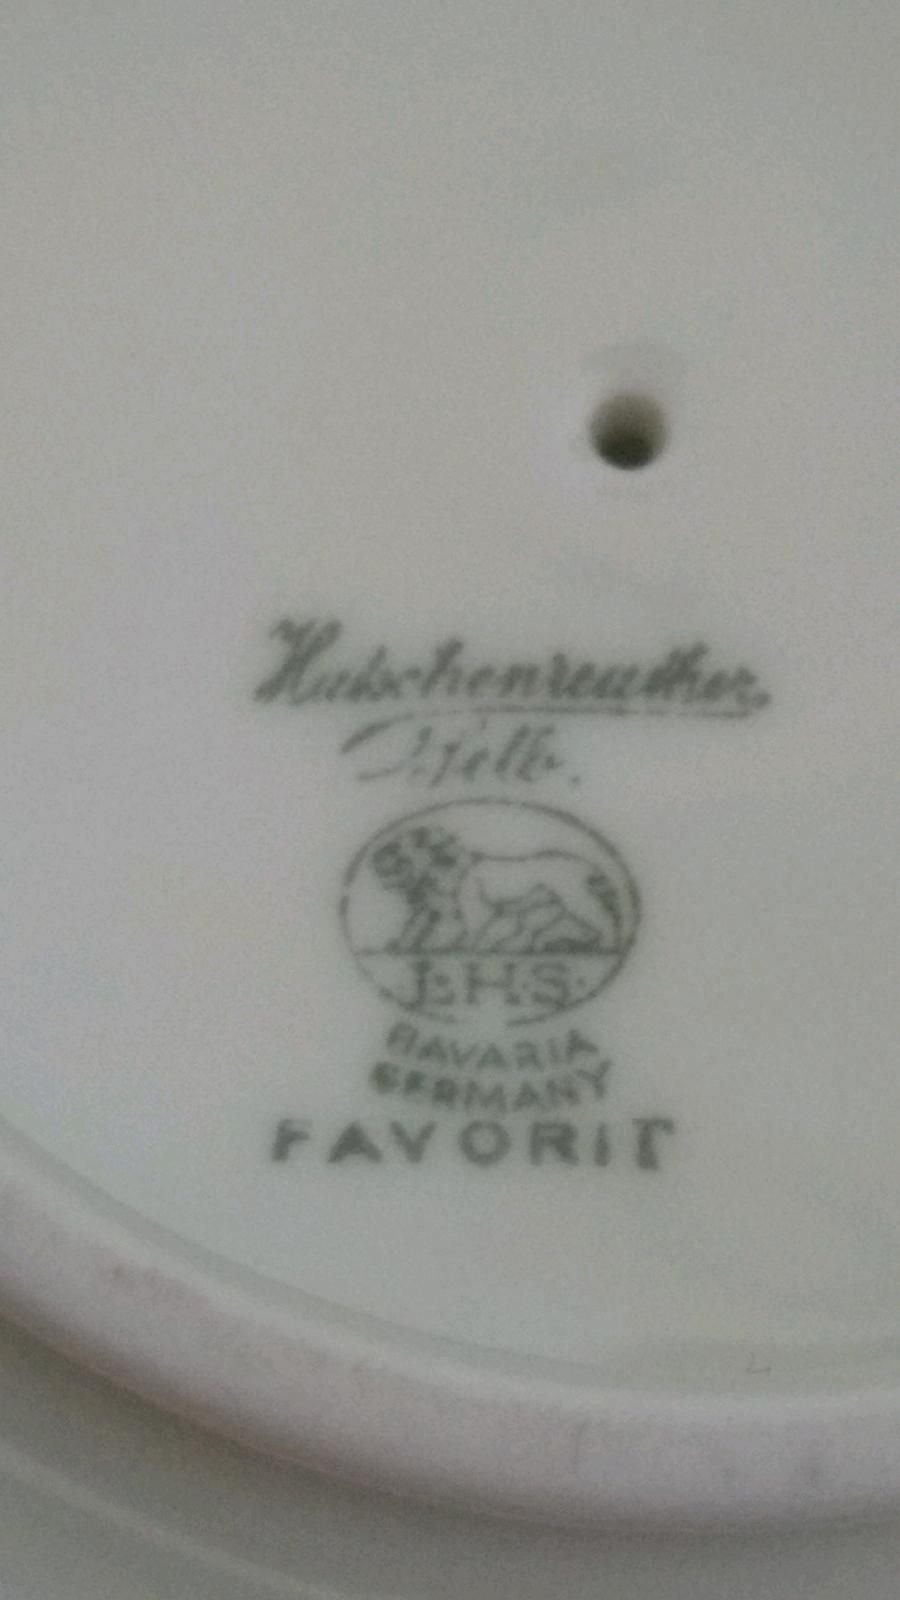 Hutschenreuther
Selb.
L·H·S·
BAVARIA
GERMANY
FAVORIT